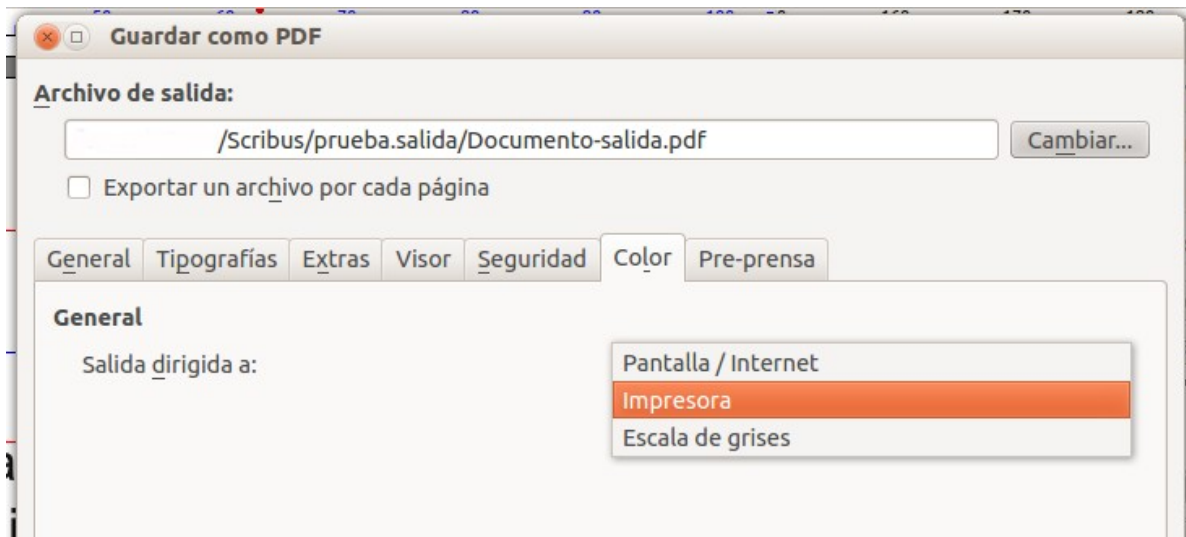 Guardar como PDF
Archivo de salida:
/Scribus/prueba.salida/Documento-salida.pdf
Cambiar...
Exportar un archivo por cada página
General Tipografías Extras Visor Seguridad Color Pre-prensa
General
Salida dirigida a:
Pantalla / Internet
Impresora
Escala de grises